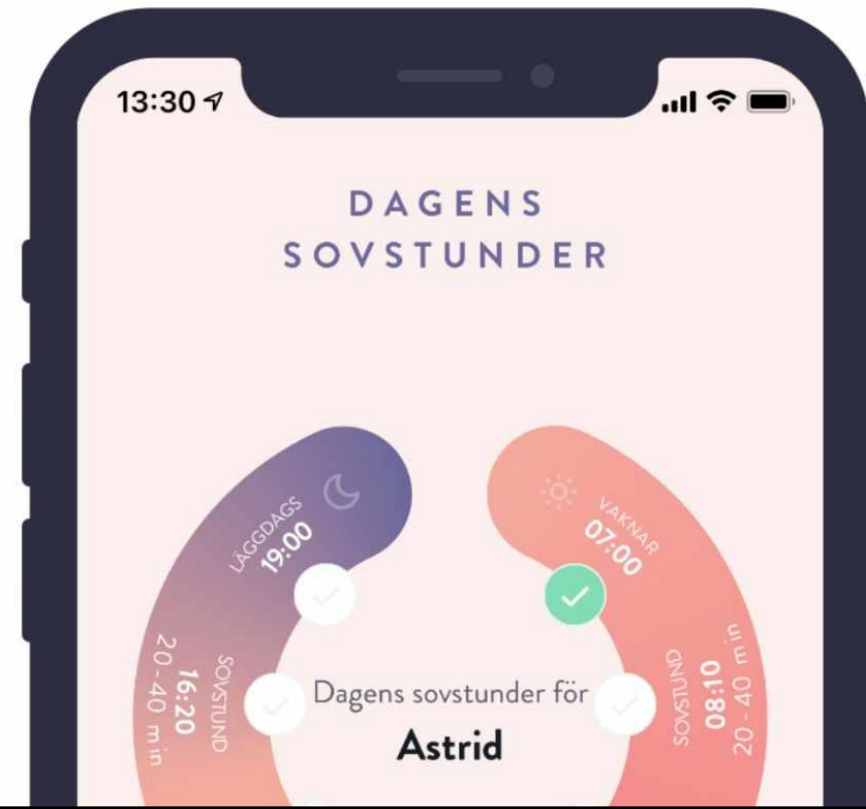 13:30
DAGENS
SOVSTUNDER
LÄGGDAGS
19:00
VAKNAR
07:00
SOVSTUND
16:20
20-40 min
SOVSTUND
08:10
20-40 min
Dagens sovstunder för
Astrid